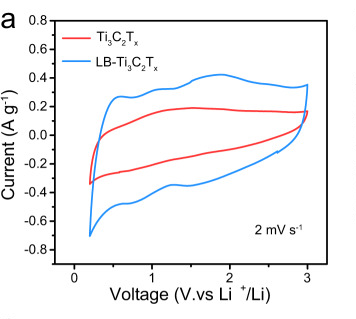 a
Ti₃C₂Tₓ
LB-Ti₃C₂Tₓ
0.8
0.6
0.4
0.2
0.0
-0.2
-0.4
-0.6
-0.8
Current (A g⁻¹)
2 mV s⁻¹
0 1 2 3
Voltage (V.vs Li ⁺/Li)